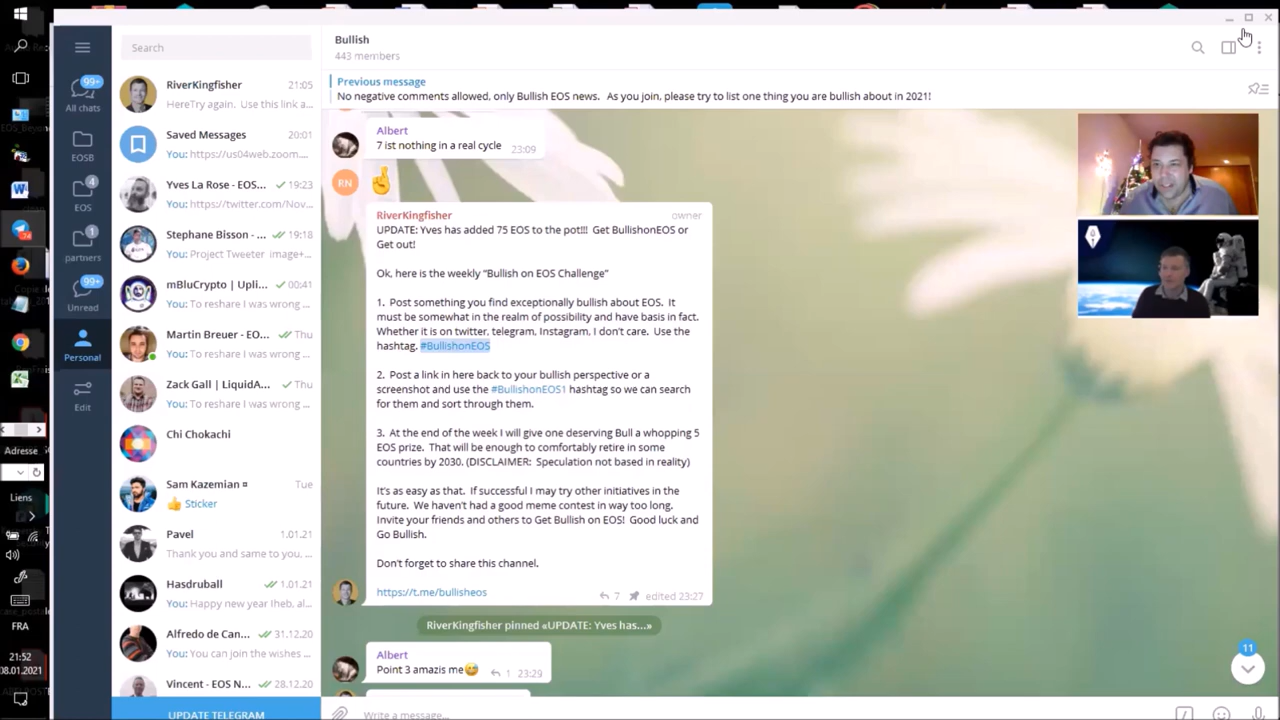 Search
99+
All chats
EOSB
4
EOS
1
partners
99+
Unread
Personal
Edit
Adresse
Liens
FRA
21:52
08.01.2021
RiverKingfisher 21:05
HereTry again. Use this link a...
Saved Messages 20:01
You: https://us04web.zoom....
Yves La Rose - EOS... 19:23
You: https://twitter.com/Nov...
Stephane Bisson - ... 19:18
You: Project Tweeter image+...
mBluCrypto | Upli... 00:41
You: To reshare I was wrong ...
Martin Breuer - EO... Thu
You: To reshare I was wrong ...
Zack Gall | LiquidA... Thu
You: To reshare I was wrong ...
Chi Chokachi
Sam Kazemian ¤ Tue
👍 Sticker
Pavel 1.01.21
Thank you and same to you, ...
Hasdruball 1.01.21
You: Happy new year Iheb, al...
Alfredo de Can... 31.12.20
You: You can join the wishes ...
Vincent - EOS N... 28.12.20
UPDATE TELEGRAM
Bullish
443 members
Previous message
No negative comments allowed, only Bullish EOS news. As you join, please try to list one thing you are bullish about in 2021!
Albert
7 ist nothing in a real cycle 23:09
RN
RiverKingfisher owner
UPDATE: Yves has added 75 EOS to the pot!!! Get BullishonEOS or
Get out!
Ok, here is the weekly “Bullish on EOS Challenge”
1. Post something you find exceptionally bullish about EOS. It
must be somewhat in the realm of possibility and have basis in fact.
Whether it is on twitter, telegram, Instagram, I don't care. Use the
hashtag. #BullishonEOS
2. Post a link in here back to your bullish perspective or a
screenshot and use the #BullishonEOS1 hashtag so we can search
for them and sort through them.
3. At the end of the week I will give one deserving Bull a whopping 5
EOS prize. That will be enough to comfortably retire in some
countries by 2030. (DISCLAIMER: Speculation not based in reality)
It's as easy as that. If successful I may try other initiatives in the
future. We haven't had a good meme contest in way too long.
Invite your friends and others to Get Bullish on EOS! Good luck and
Go Bullish.
Don't forget to share this channel.
https://t.me/bullisheos 7 edited 23:27
RiverKingfisher pinned «UPDATE: Yves has...»
Albert
Point 3 amazis me😅 1 23:29
11
Write a message...